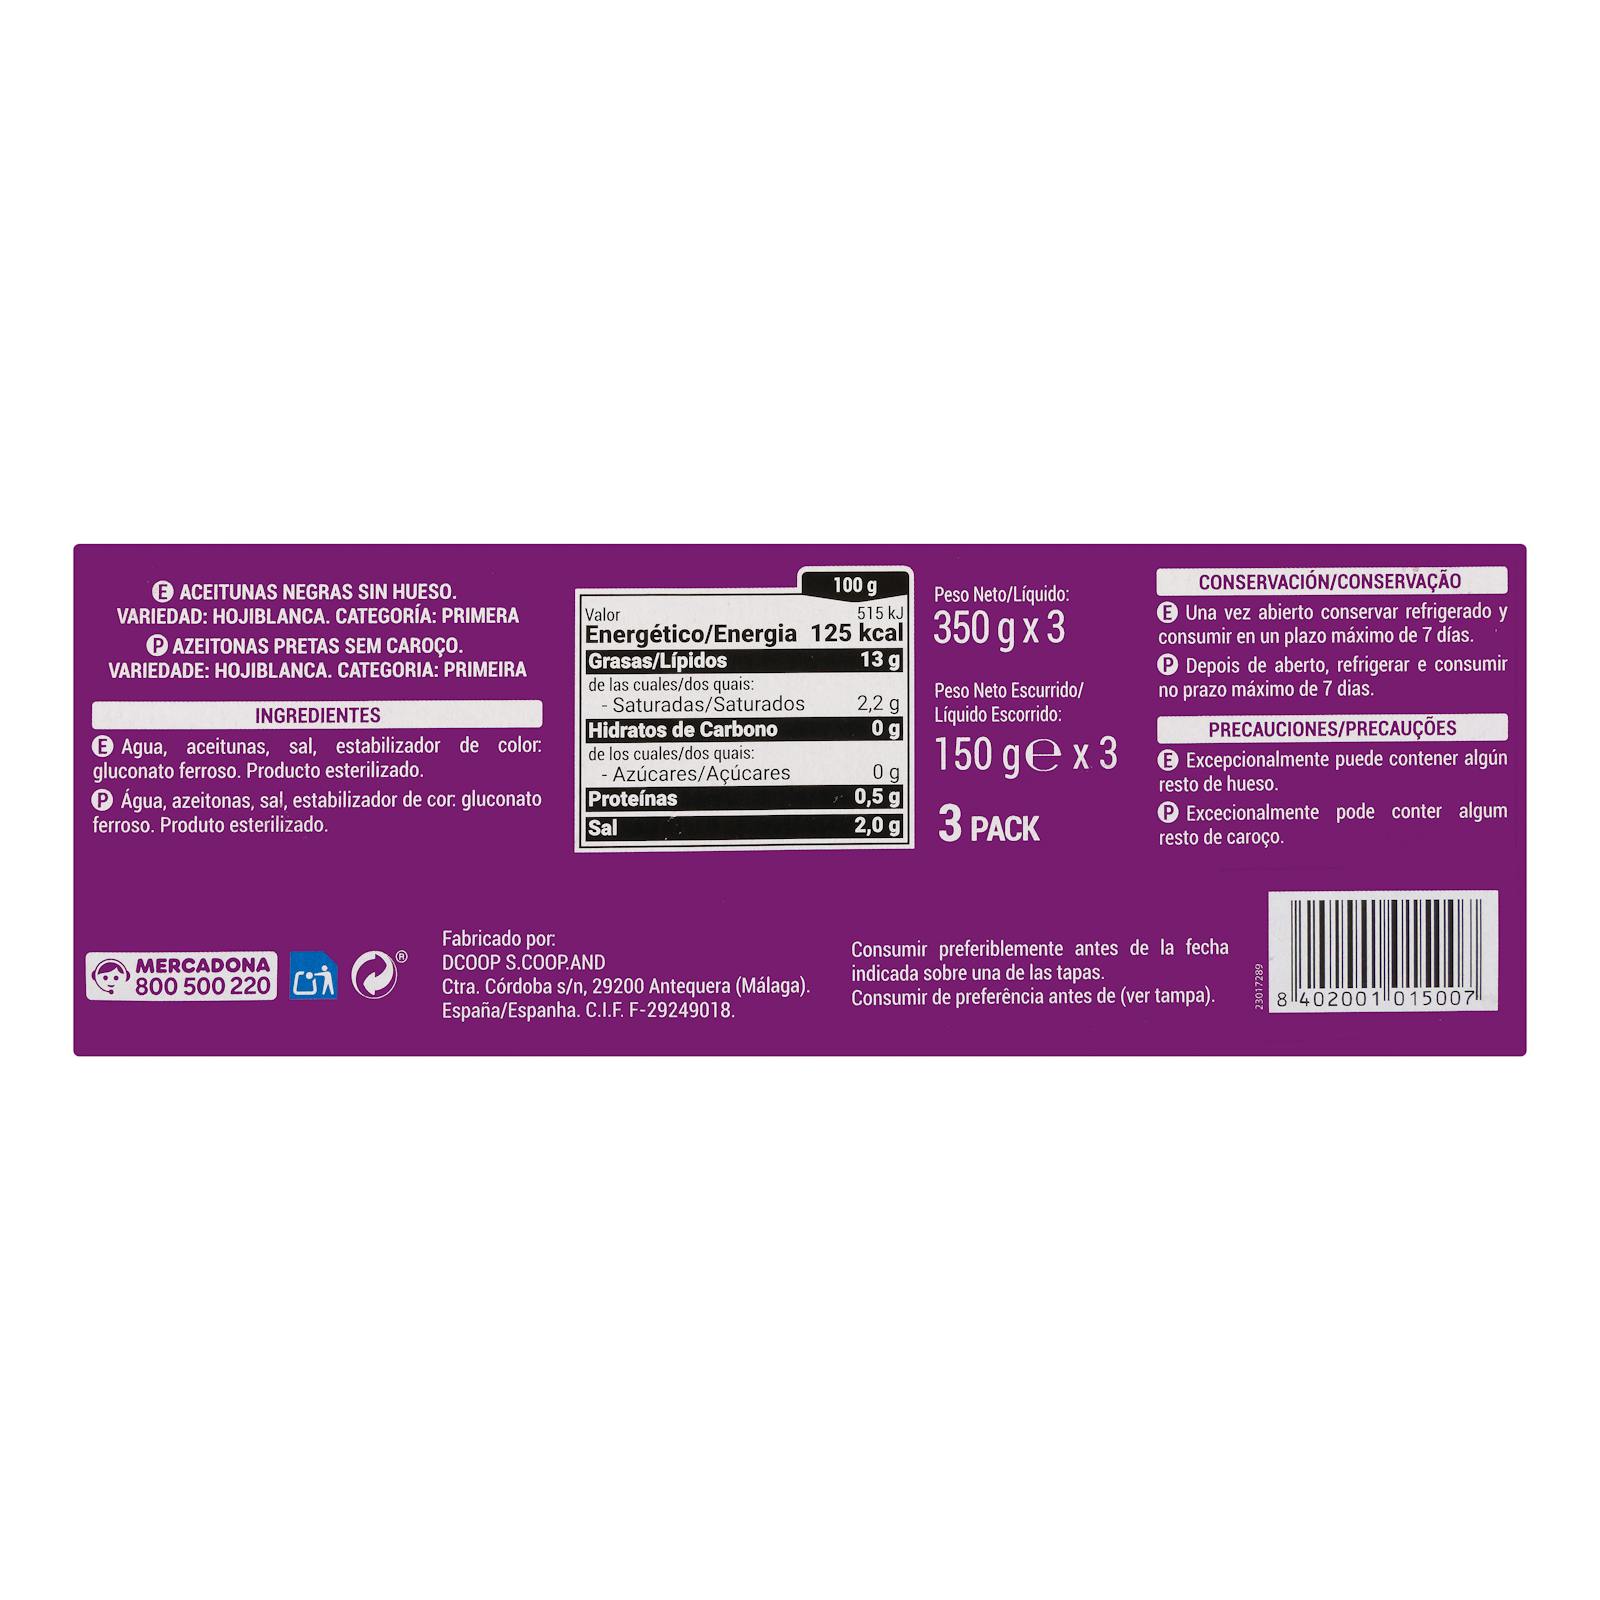 E ACEITUNAS NEGRAS SIN HUESO.
VARIEDAD: HOJIBLANCA. CATEGORÍA: PRIMERA
P AZEITONAS PRETAS SEM CAROÇO.
VARIEDADE: HOJIBLANCA. CATEGORIA: PRIMEIRA
INGREDIENTES
E Agua, aceitunas, sal, estabilizador de color:
gluconato ferroso. Producto esterilizado.
P Água, azeitonas, sal, estabilizador de cor: gluconato
ferroso. Produto esterilizado.
100 g
Valor 515 kJ
Energético/Energia 125 kcal
Grasas/Lípidos 13 g
de las cuales/dos quais:
- Saturadas/Saturados 2,2 g
Hidratos de Carbono 0 g
de los cuales/dos quais:
- Azúcares/Açúcares 0 g
Proteínas 0,5 g
Sal 2,0 g
Peso Neto/Líquido:
350 g x 3
Peso Neto Escurrido/
Líquido Escorrido:
150 g e x 3
3 PACK
CONSERVACIÓN/CONSERVAÇÃO
E Una vez abierto conservar refrigerado y
consumir en un plazo máximo de 7 días.
P Depois de aberto, refrigerar e consumir
no prazo máximo de 7 dias.
PRECAUCIONES/PRECAUÇÕES
E Excepcionalmente puede contener algún
resto de hueso.
P Excecionalmente pode conter algum
resto de caroço.
MERCADONA
800 500 220
®
Fabricado por:
DCOOP S.COOP.AND
Ctra. Córdoba s/n, 29200 Antequera (Málaga).
España/Espanha. C.I.F. F-29249018.
Consumir preferiblemente antes de la fecha
indicada sobre una de las tapas.
Consumir de preferência antes de (ver tampa).
23017289
8 402001 015007